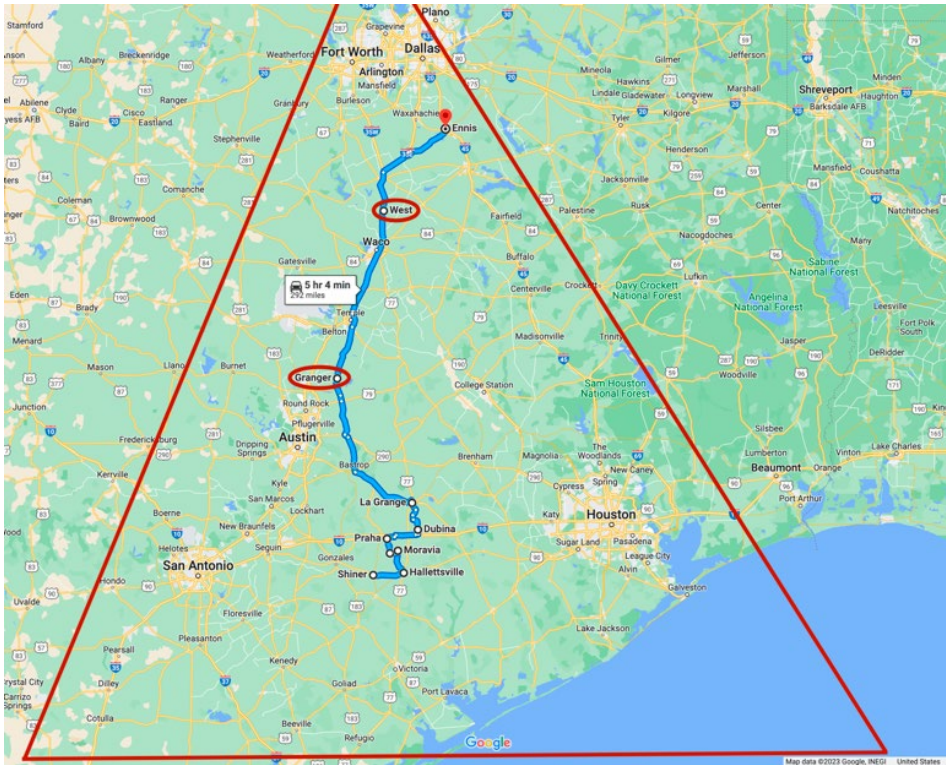 Stamford
Grapevine
Plano
Breckenridge
Weatherford
Fort Worth
Dallas
Arlington
Mansfield
Albany
Clyde
Ranger
Abilene
Dyess AFB
Baird
Cisco
Eastland
Granbury
Burleson
Waxahachie
Ennis
Stephenville
Mineola
Hawkins
Gladewater
Lindale
Gilmer
Longview
Jefferson
Marshall
Tyler
Kilgore
Henderson
Shreveport
Barksdale AFB
Minden
Haughton
Mansfield
Coushatta
Natchitoches
Many
Coleman
Brownwood
Comanche
West
Waco
Gatesville
Fairfield
Palestine
Jacksonville
Rusk
Nacogdoches
Center
Buffalo
Centerville
Crockett
Davy Crockett
National Forest
Lufkin
Angelina
National Forest
Sabine
National Forest
Leesville
Fort Polk
South
5 hr 4 min
292 miles
Temple
Belton
Eden
Brady
Menard
Mason
Llano
Burnet
Granger
Round Rock
Pflugerville
Austin
Madisonville
Trinity
College Station
Sam Houston
National Forest
Woodville
Jasper
DeRidder
Junction
Fredericksburg
Dripping
Springs
Kerrville
Kyle
San Marcos
Lockhart
Bastrop
Brenham
Magnolia
The
Woodlands
New Caney
Spring
Cypress
Silsbee
Lumberton
Beaumont
Orange
Vinton
Lake Charles
Port Arthur
Boerne
New Braunfels
Helotes
Seguin
San Antonio
Hondo
Gonzales
La Grange
Dubina
Praha
Moravia
Shiner
Hallettsville
Katy
Houston
Sugar Land
Pasadena
League City
Alvin
Galveston
Lake Jackson
Uvalde
Floresville
Pleasanton
Pearsall
Dilley
Kenedy
Victoria
Goliad
Port Lavaca
Crystal City
Carrizo
Springs
Cotulla
Beeville
Refugio
Google
Map data ©2023 Google, INEGI United States